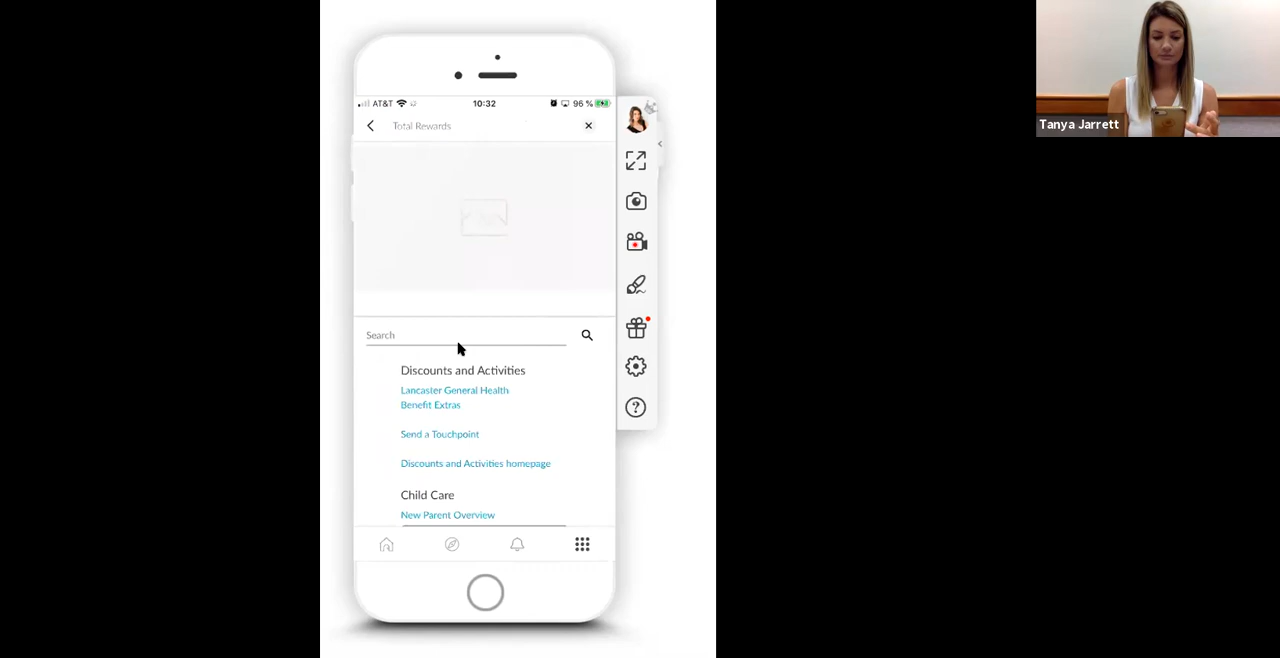 AT&T 10:32 96 %
Total Rewards
Search
Discounts and Activities
Lancaster General Health
Benefit Extras
Send a Touchpoint
Discounts and Activities homepage
Child Care
New Parent Overview
Tanya Jarrett